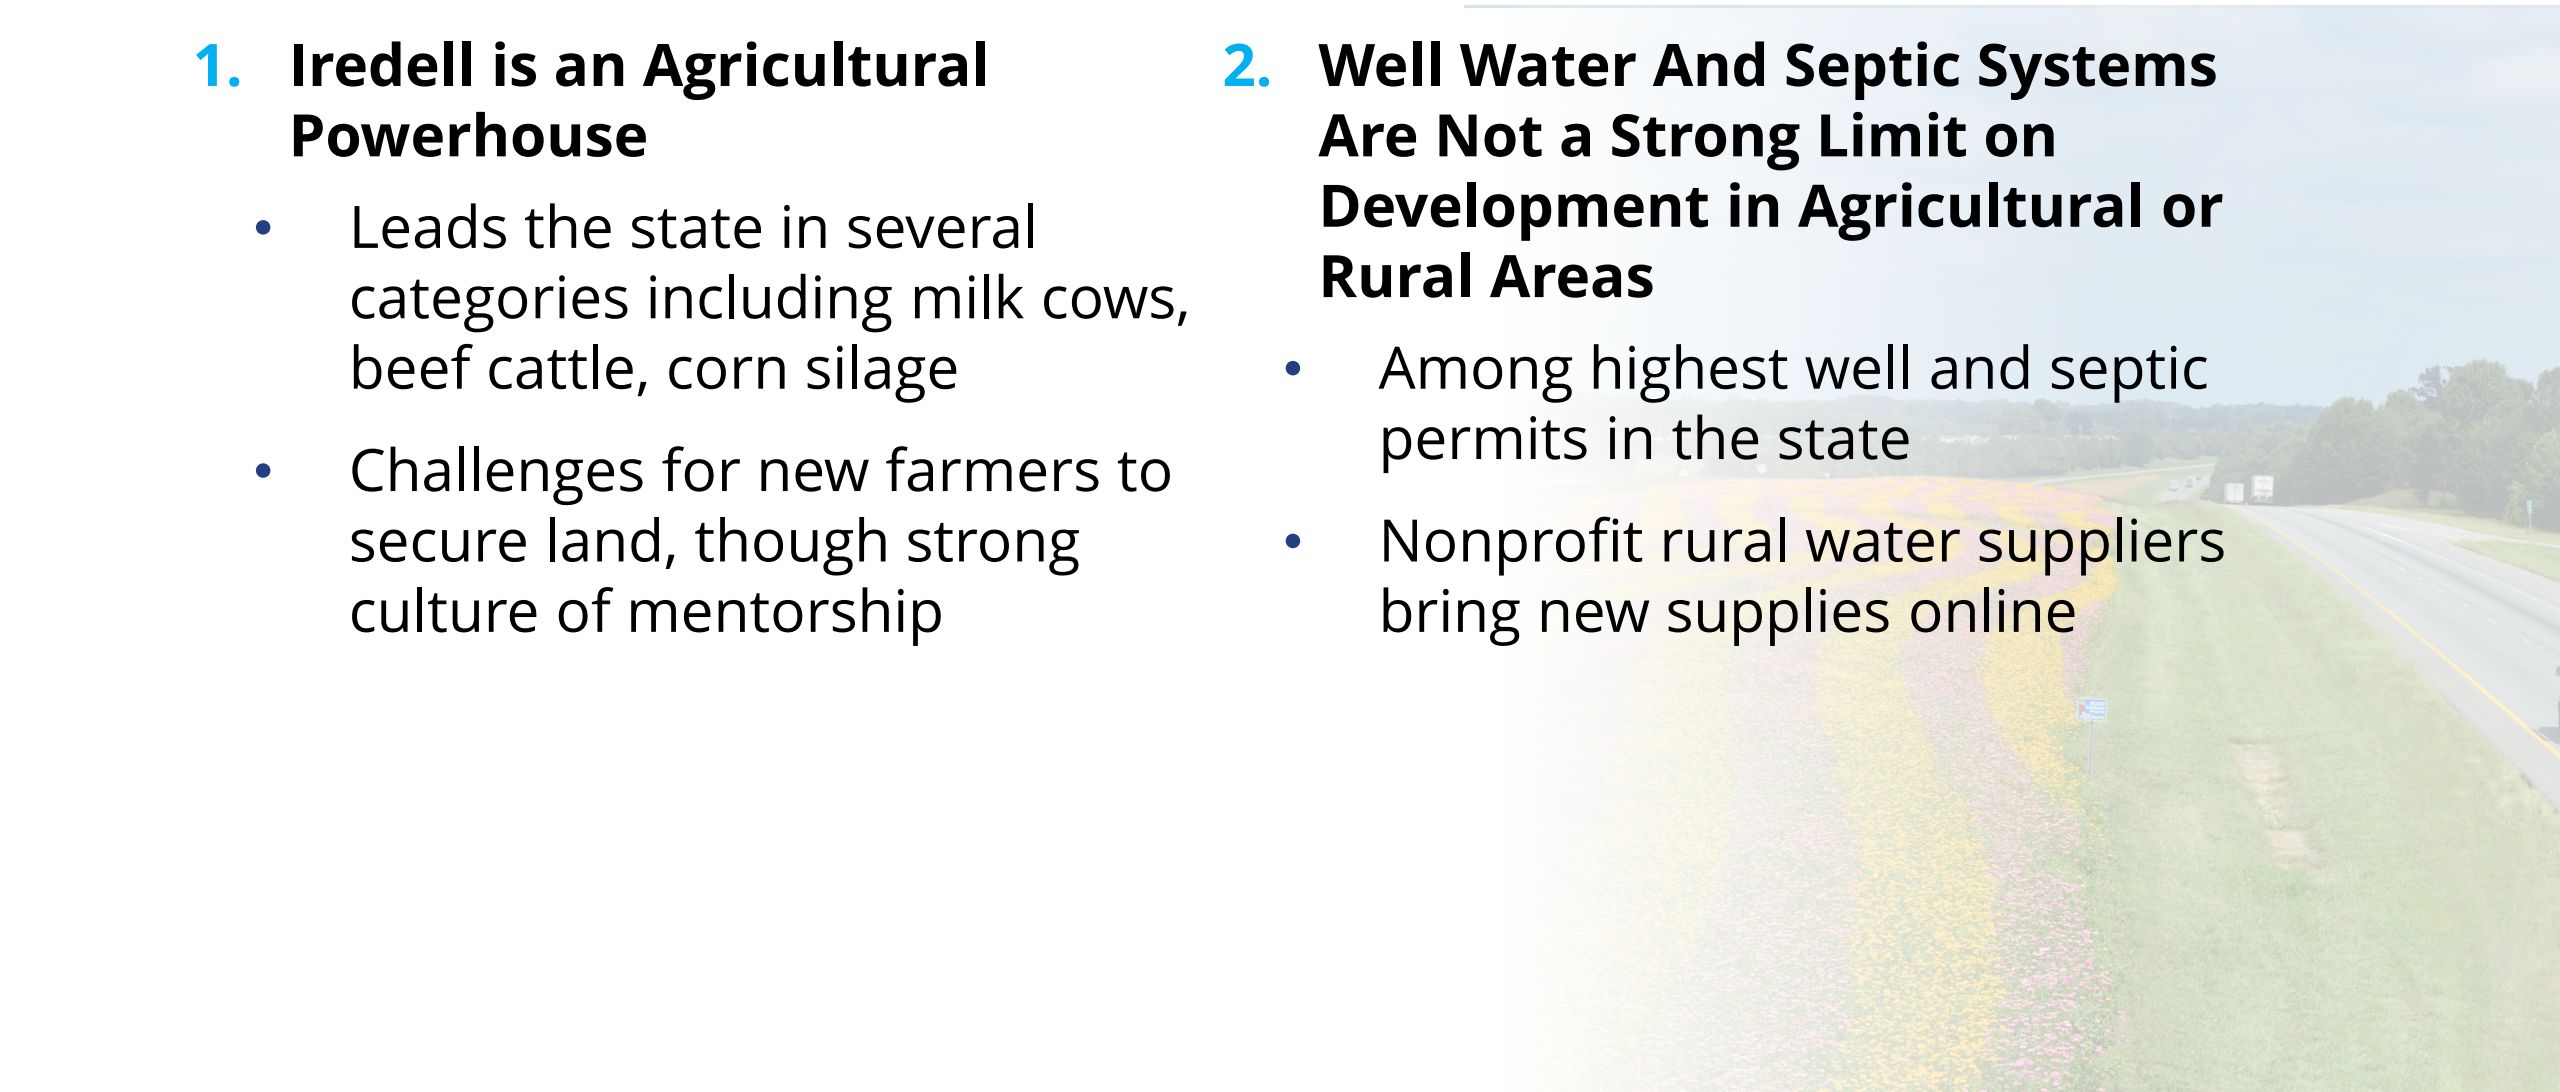 1. Iredell is an Agricultural
Powerhouse
• Leads the state in several
categories including milk cows,
beef cattle, corn silage
• Challenges for new farmers to
secure land, though strong
culture of mentorship
2. Well Water And Septic Systems
Are Not a Strong Limit on
Development in Agricultural or
Rural Areas
• Among highest well and septic
permits in the state
• Nonprofit rural water suppliers
bring new supplies online